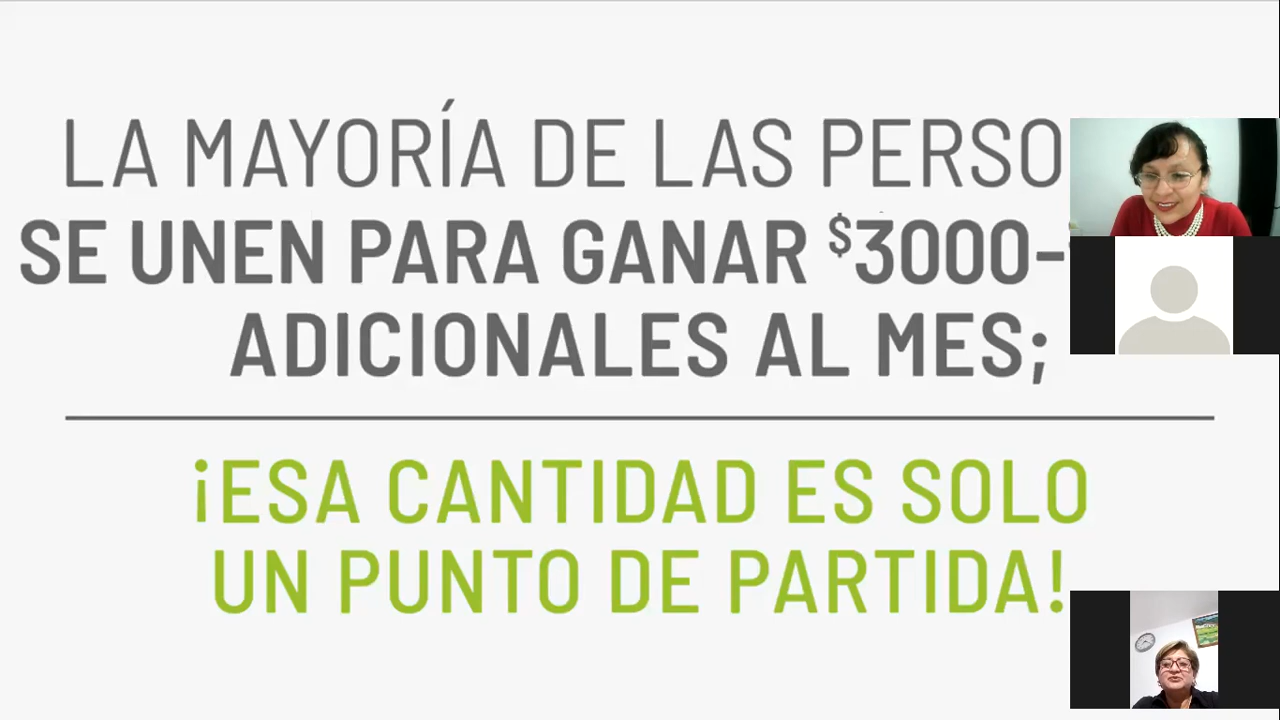 LA MAYORÍA DE LAS PERSO
SE UNEN PARA GANAR $3000-
ADICIONALES AL MES;
¡ESA CANTIDAD ES SOLO
UN PUNTO DE PARTIDA!